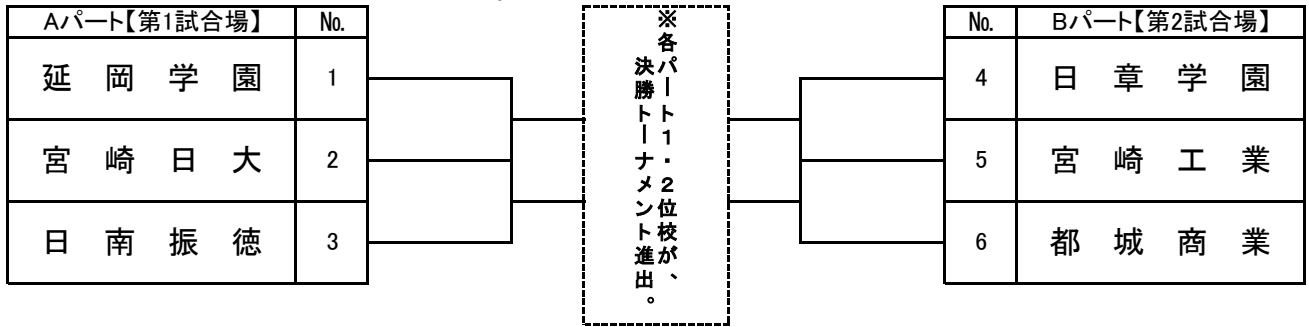 Aパート【第1試合場】 No.
延岡学園 1
宮崎日大 2
日南振徳 3
※各パート1・2位校が、
決勝トーナメント進出。
No. Bパート【第2試合場】
4 日章学園
5 宮崎工業
6 都城商業